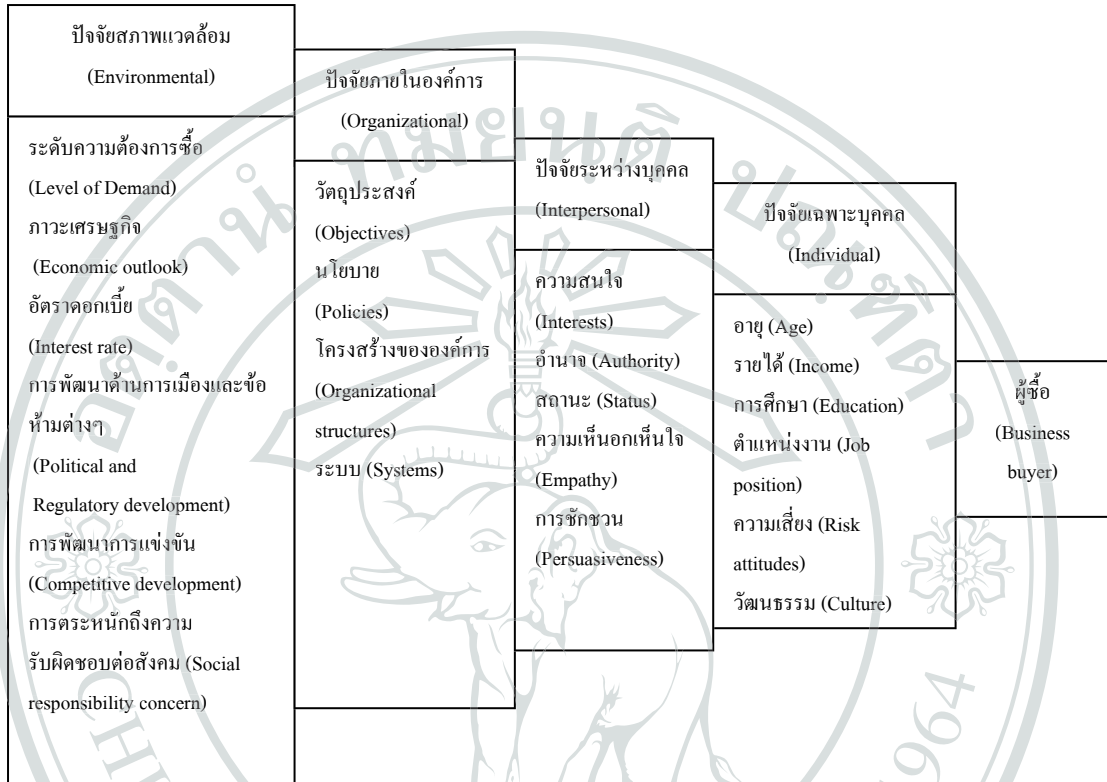 ปัจจัยสภาพแวดล้อม
(Environmental)
ระดับความต้องการซื้อ
(Level of Demand)
ภาวะเศรษฐกิจ
(Economic outlook)
อัตราดอกเบี้ย
(Interest rate)
การพัฒนาด้านการเมืองและข้อ
ห้ามต่างๆ
(Political and
Regulatory development)
การพัฒนาการแข่งขัน
(Competitive development)
การตระหนักถึงความ
รับผิดชอบต่อสังคม (Social
responsibility concern)
ปัจจัยภายในองค์การ
(Organizational)
วัตถุประสงค์
(Objectives)
นโยบาย
(Policies)
โครงสร้างขององค์การ
(Organizational
structures)
ระบบ (Systems)
ปัจจัยระหว่างบุคคล
(Interpersonal)
ความสนใจ
(Interests)
อำนาจ (Authority)
สถานะ (Status)
ความเห็นอกเห็นใจ
(Empathy)
การชักชวน
(Persuasiveness)
ปัจจัยเฉพาะบุคคล
(Individual)
อายุ (Age)
รายได้ (Income)
การศึกษา (Education)
ตำแหน่งงาน (Job
position)
ความเสี่ยง (Risk
attitudes)
วัฒนธรรม (Culture)
ผู้ซื้อ
(Business
buyer)
อตฺตานํ ทมยนฺติ ปณฺฑิตา
CHI
1964